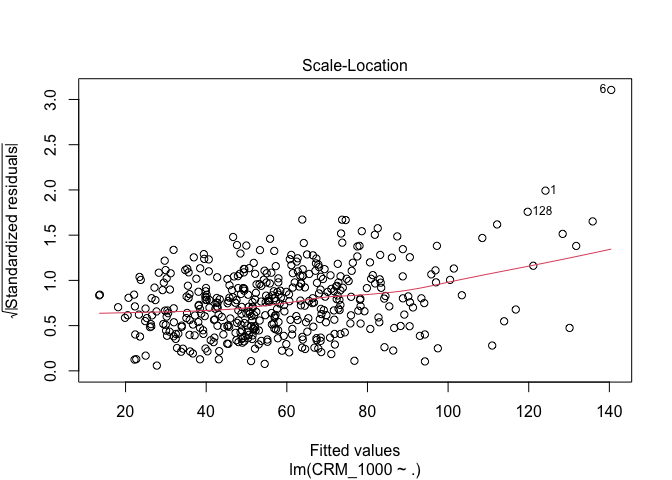 Scale-Location
√|Standardized residuals|
3.0
2.5
2.0
1.5
1.0
0.5
0.0
6
1
128
20 40 60 80 100 120 140
Fitted values
lm(CRM_1000 ~ .)